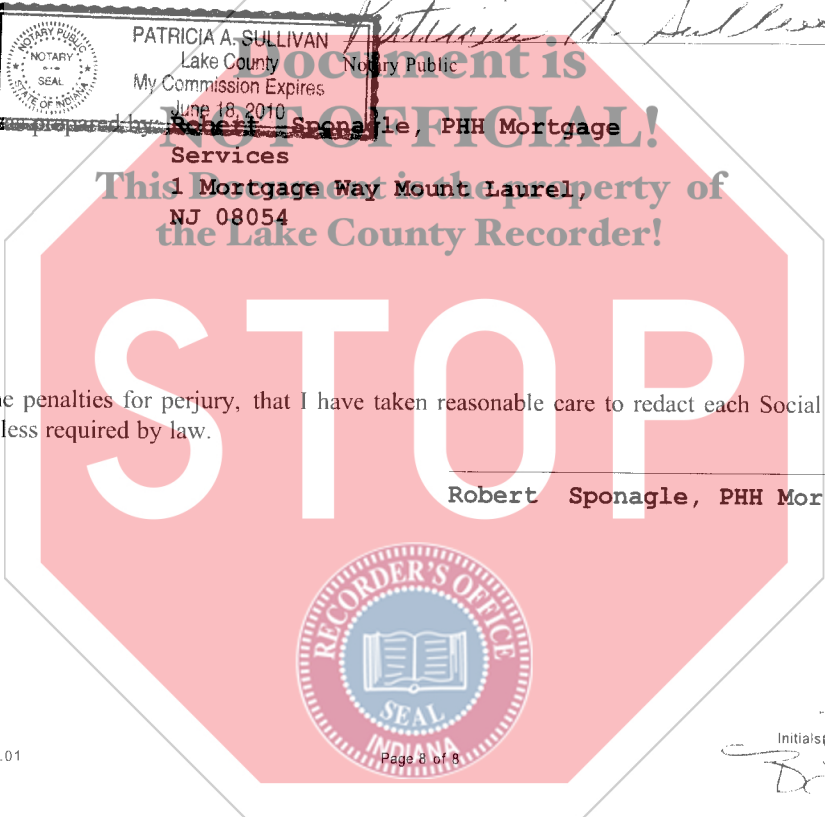 NOTARY PUBLIC
NOTARY
SEAL
STATE OF INDIANA
PATRICIA A. SULLIVAN
Lake County
My Commission Expires
June 18, 2010
Patricia A. Sulliv
Notary Public
Document is
NOT OFFICIAL!
This Document is the property of
the Lake County Recorder!
prepared by: Robert Sponagle, PHH Mortgage
Services
1 Mortgage Way Mount Laurel,
NJ 08054
STOP
e penalties for perjury, that I have taken reasonable care to redact each Social
less required by law.
Robert Sponagle, PHH Mor
RECORDER'S OFFICE
SEAL
INDIANA
.01
Page 8 of 8
Initials